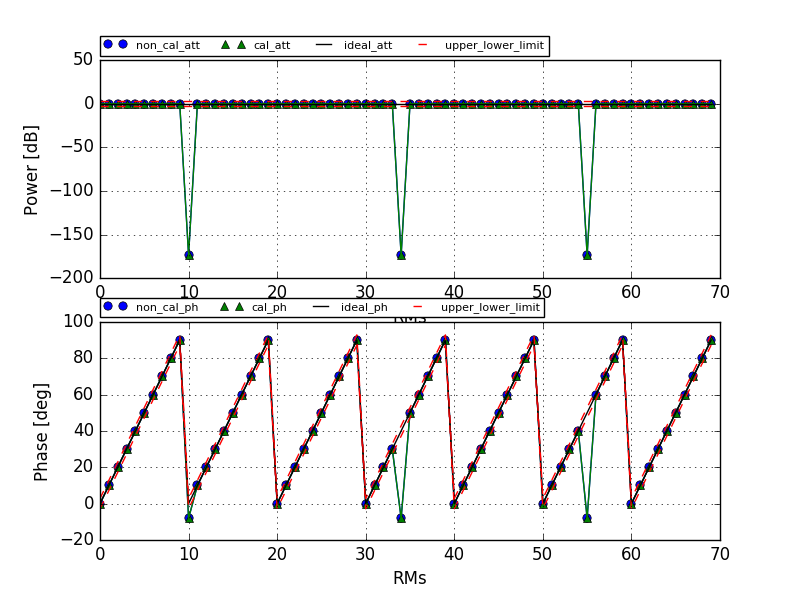 non_cal_att cal_att ideal_att upper_lower_limit
50
0
−50
−100
−150
−200
Power [dB]
0 10 20 30 40 50 60 70
RMs
non_cal_ph cal_ph ideal_ph upper_lower_limit
100
80
60
40
20
0
−20
Phase [deg]
0 10 20 30 40 50 60 70
RMs